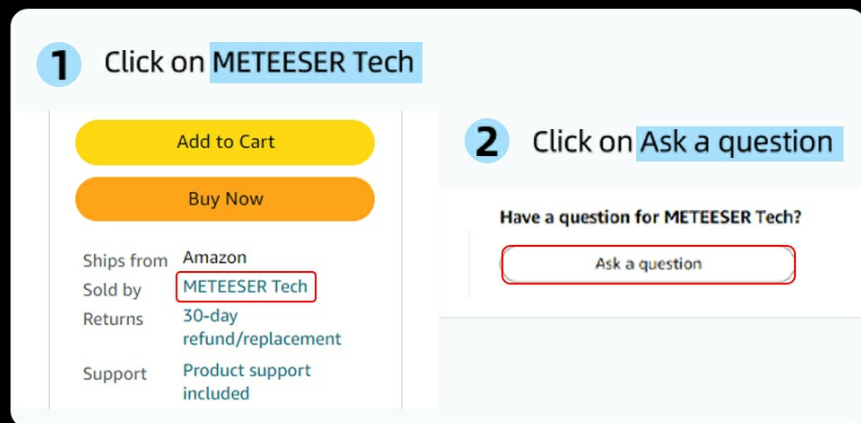 1 Click on METEESER Tech
Add to Cart
Buy Now
Ships from Amazon
Sold by METEESER Tech
Returns 30-day
refund/replacement
Support Product support
included
2 Click on Ask a question
Have a question for METEESER Tech?
Ask a question